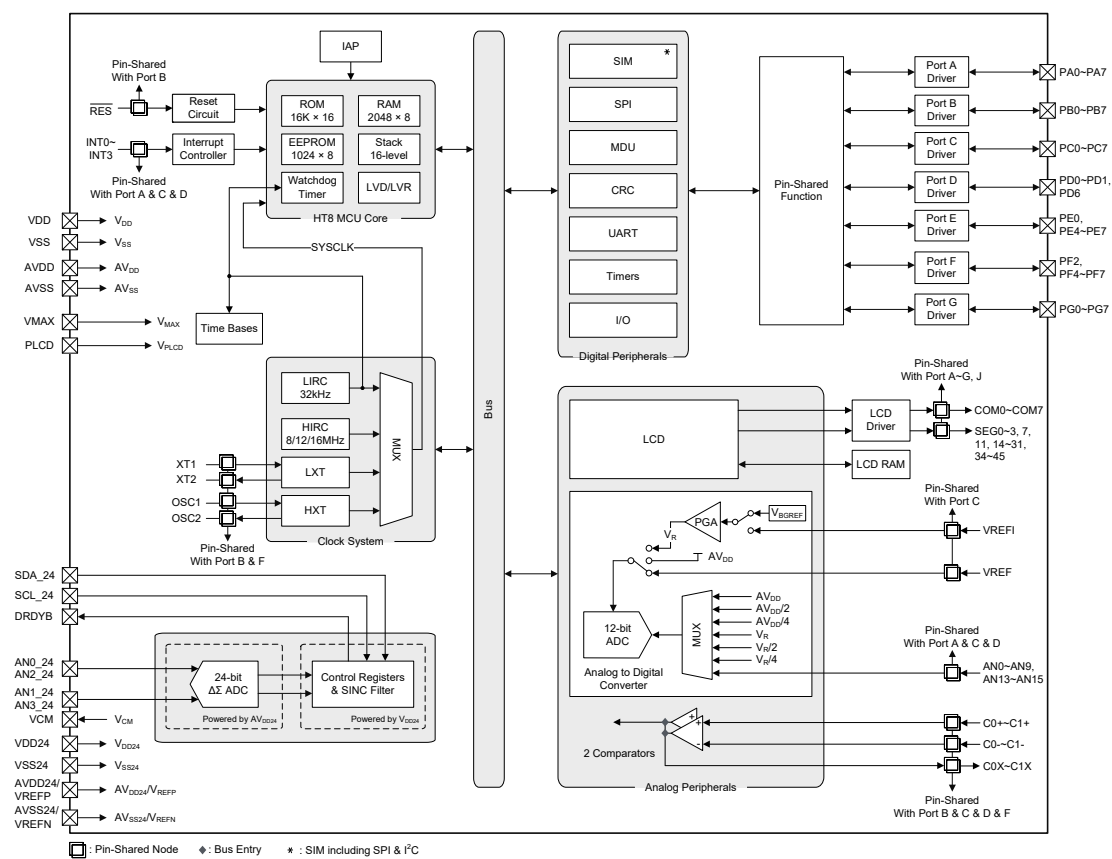 IAP
Pin-Shared
With Port B
RES
Reset
Circuit
INT0~
INT3
Interrupt
Controller
Pin-Shared
With Port A & C & D
ROM
16K × 16
RAM
2048 × 8
EEPROM
1024 × 8
Stack
16-level
Watchdog
Timer
LVD/LVR
HT8 MCU Core
SYSCLK
VDD
VDD
VSS
VSS
AVDD
AVDD
AVSS
AVSS
VMAX
VMAX
PLCD
VPLCD
Time Bases
LIRC
32kHz
HIRC
8/12/16MHz
LXT
HXT
MUX
Clock System
XT1
XT2
OSC1
OSC2
Pin-Shared
With Port B & F
SDA_24
SCL_24
DRDYB
AN0_24
AN2_24
AN1_24
AN3_24
VCM
VCM
VDD24
VDD24
VSS24
VSS24
AVDD24/
VREFP
AVDD24/VREFP
AVSS24/
VREFN
AVSS24/VREFN
24-bit
ΔΣ ADC
Powered by AVDD24
Control Registers
& SINC Filter
Powered by VDD24
Bus
SIM
*
SPI
MDU
CRC
UART
Timers
I/O
Digital Peripherals
Pin-Shared
Function
Port A
Driver
PA0~PA7
Port B
Driver
PB0~PB7
Port C
Driver
PC0~PC7
Port D
Driver
PD0~PD1,
PD6
Port E
Driver
PE0,
PE4~PE7
Port F
Driver
PF2,
PF4~PF7
Port G
Driver
PG0~PG7
LCD
LCD
Driver
LCD RAM
Pin-Shared
With Port A~G, J
COM0~COM7
SEG0~3, 7,
11, 14~31,
34~45
Pin-Shared
With Port C
VREFI
VREF
PGA
VBGREF
VR
AVDD
12-bit
ADC
MUX
AVDD
AVDD/2
AVDD/4
VR
VR/2
VR/4
Analog to Digital
Converter
Pin-Shared
With Port A & C & D
AN0~AN9,
AN13~AN15
2 Comparators
+
+
-
C0+~C1+
C0-~C1-
C0X~C1X
Analog Peripherals
Pin-Shared
With Port B & C & D & F
: Pin-Shared Node
: Bus Entry
* : SIM including SPI & I²C